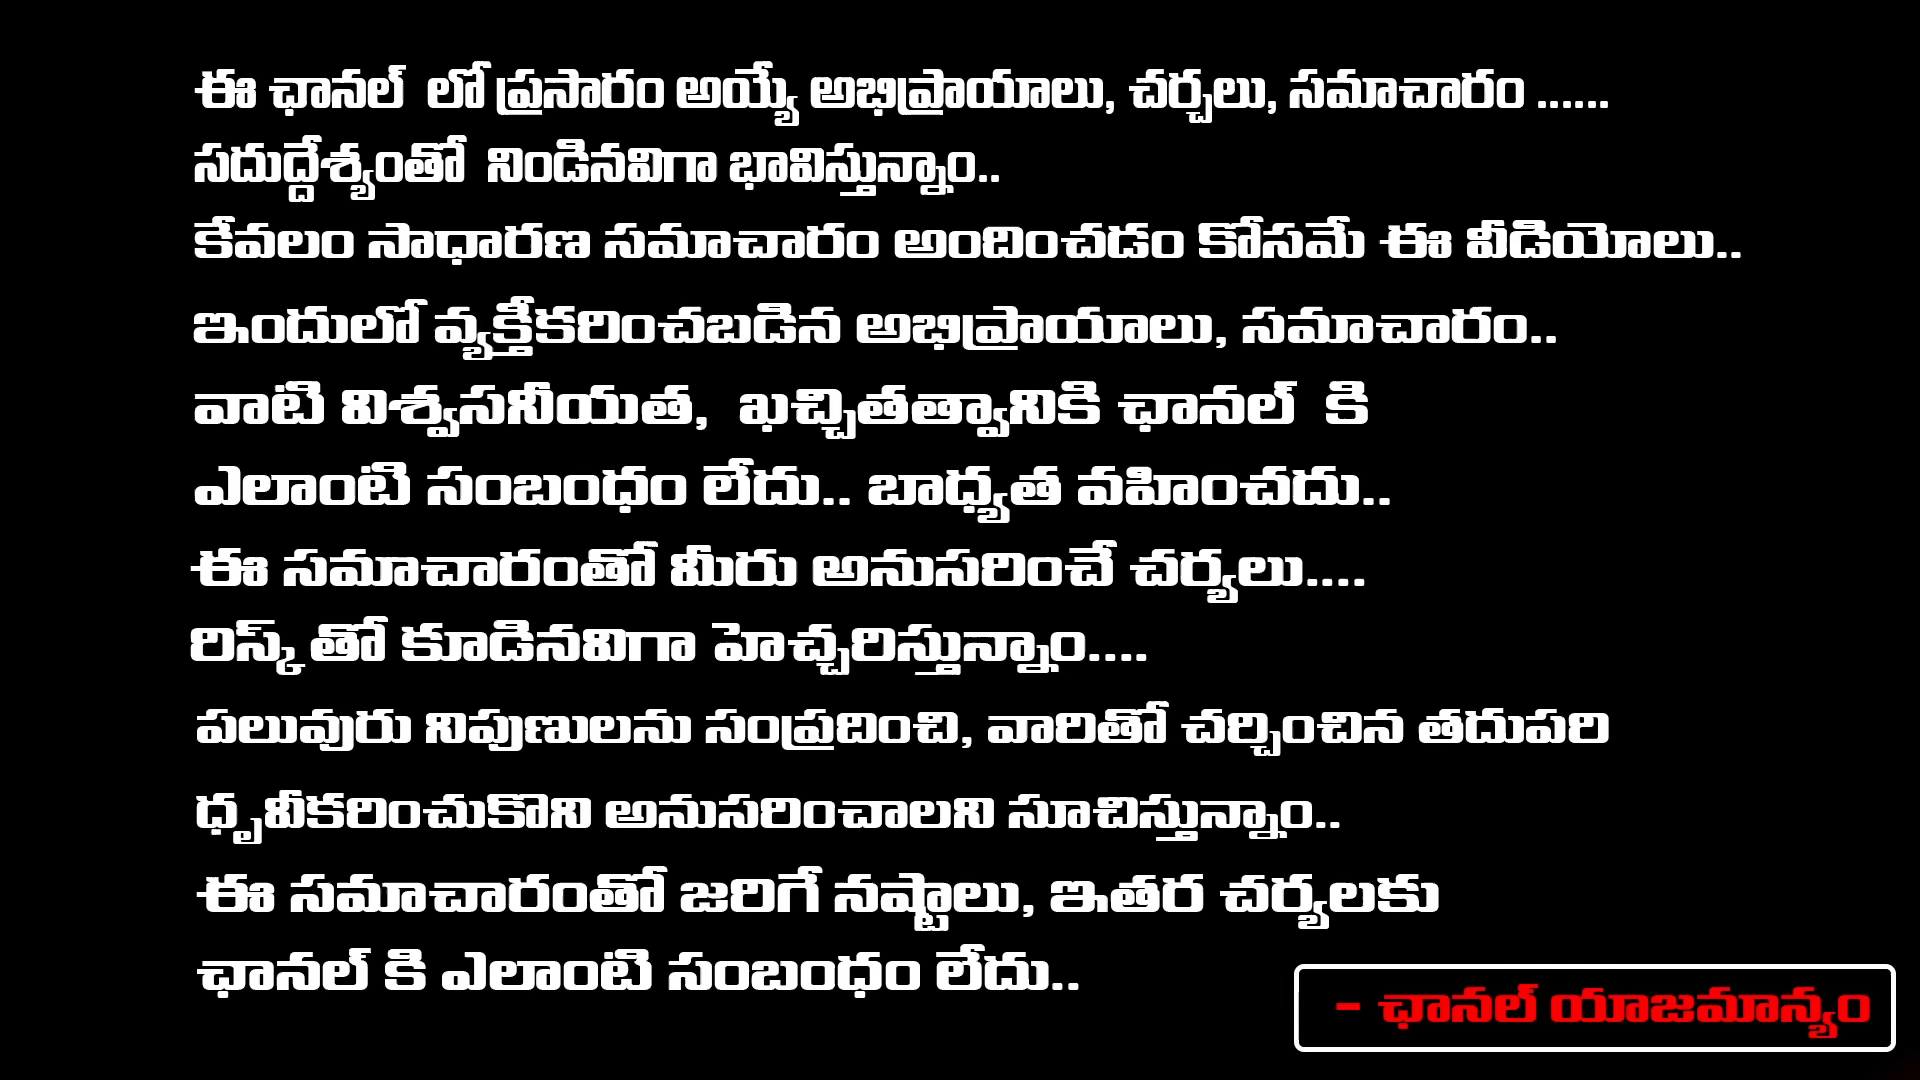 ఈ ఛానల్ లో ప్రసారం అయ్యే అభిప్రాయాలు, చర్చలు, సమాచారం ......
సదుద్దేశ్యంతో నిండినవిగా భావిస్తున్నాం..
కేవలం సాధారణ సమాచారం అందించడం కోసమే ఈ వీడియోలు..
ఇందులో వ్యక్తీకరించబడిన అభిప్రాయాలు, సమాచారం..
వాటి విశ్వసనీయత, ఖచ్చితత్వానికి ఛానల్ కి
ఎలాంటి సంబంధం లేదు.. బాధ్యత వహించదు..
ఈ సమాచారంతో మీరు అనుసరించే చర్యలు....
రిస్క్ తో కూడినవిగా హెచ్చరిస్తున్నాం....
పలువురు నిపుణులను సంప్రదించి, వారితో చర్చించిన తదుపరి
ధృవీకరించుకొని అనుసరించాలని సూచిస్తున్నాం..
ఈ సమాచారంతో జరిగే నష్టాలు, ఇతర చర్యలకు
ఛానల్ కి ఎలాంటి సంబంధం లేదు..
- ఛానల్ యాజమాన్యం